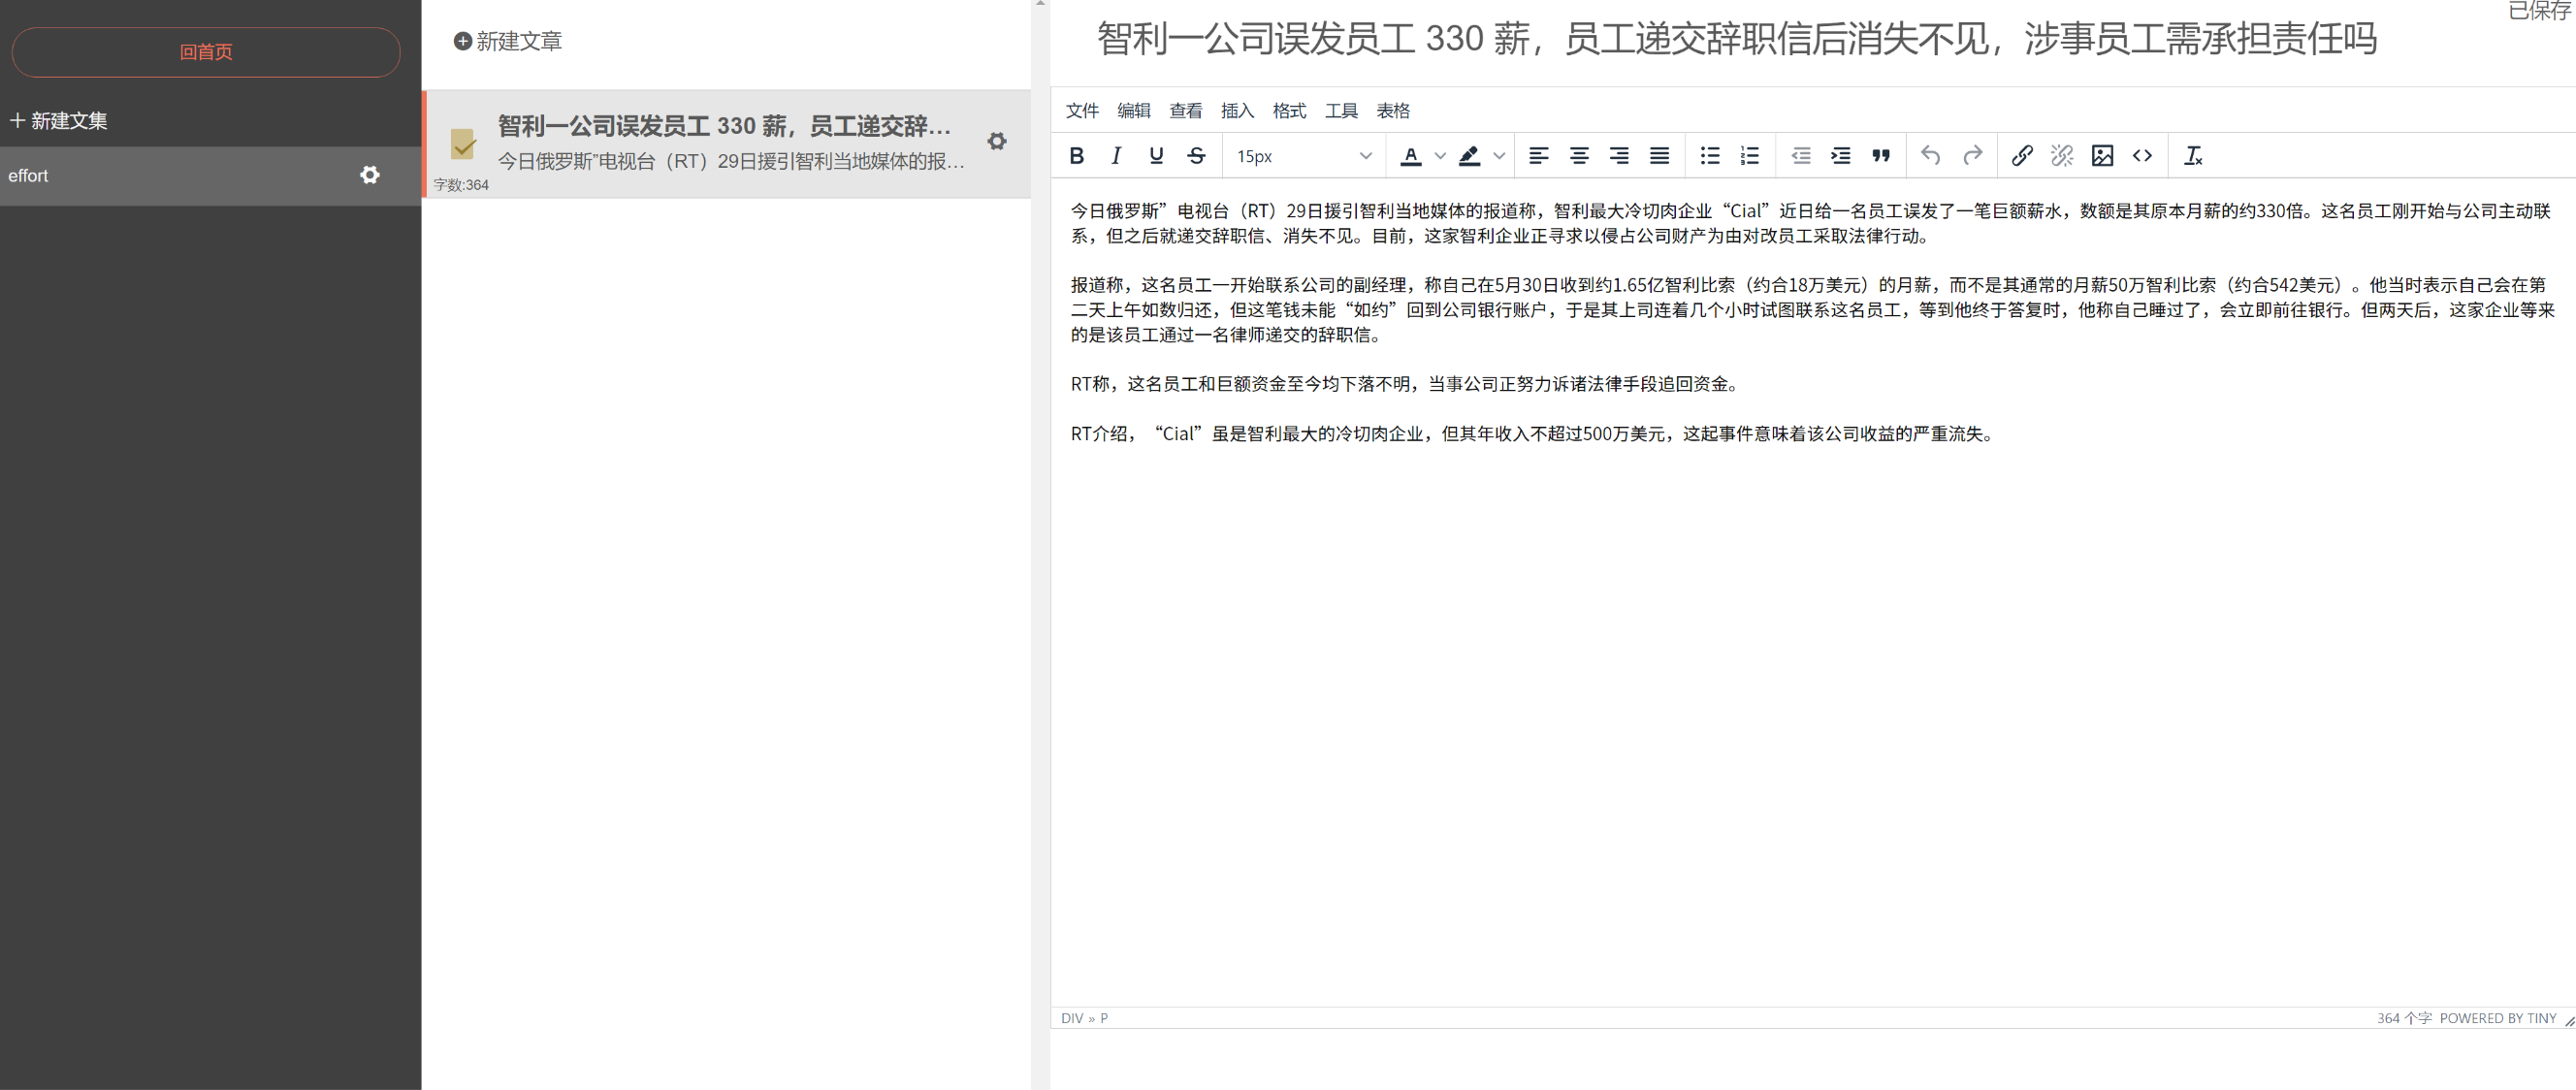 回首页
新建文集
effort
新建文章
智利一公司误发员工 330 薪，员工递交辞...
今日俄罗斯”电视台（RT）29日援引智利当地媒体的报...
字数:364
已保存
智利一公司误发员工 330 薪，员工递交辞职信后消失不见，涉事员工需承担责任吗
文件 编辑 查看 插入 格式 工具 表格
15px
今日俄罗斯”电视台（RT）29日援引智利当地媒体的报道称，智利最大冷切肉企业“Cial”近日给一名员工误发了一笔巨额薪水，数额是其原本月薪的约330倍。这名员工刚开始与公司主动联
系，但之后就递交辞职信、消失不见。目前，这家智利企业正寻求以侵占公司财产为由对改员工采取法律行动。
报道称，这名员工一开始联系公司的副经理，称自己在5月30日收到约1.65亿智利比索（约合18万美元）的月薪，而不是其通常的月薪50万智利比索（约合542美元）。他当时表示自己会在第
二天上午如数归还，但这笔钱未能“如约”回到公司银行账户，于是其上司连着几个小时试图联系这名员工，等到他终于答复时，他称自己睡过了，会立即前往银行。但两天后，这家企业等来
的是该员工通过一名律师递交的辞职信。
RT称，这名员工和巨额资金至今均下落不明，当事公司正努力诉诸法律手段追回资金。
RT介绍，“Cial”虽是智利最大的冷切肉企业，但其年收入不超过500万美元，这起事件意味着该公司收益的严重流失。
DIV » P
364 个字 POWERED BY TINY